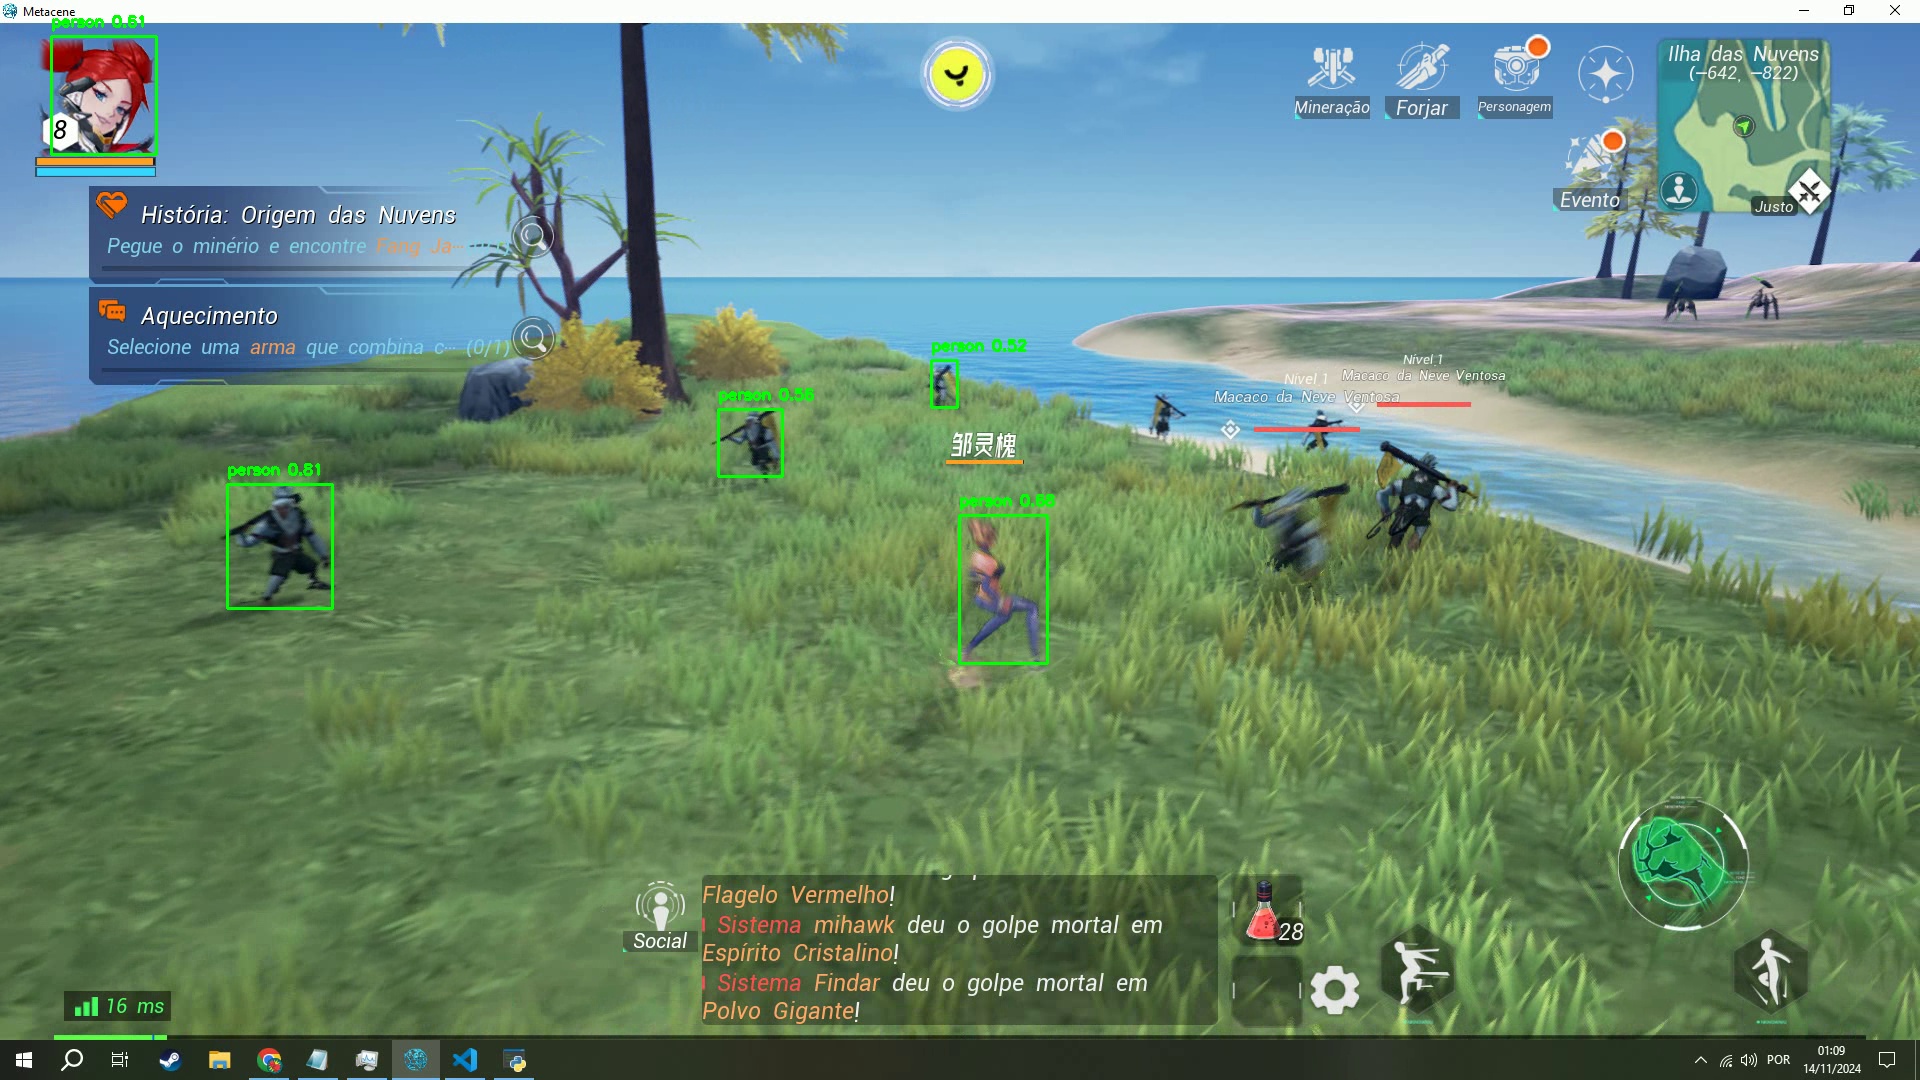 Metacene
person 0.61
8
História: Origem das Nuvens
Pegue o minério e encontre Fang Ja...
Aquecimento
Selecione uma arma que combina c... (0/1)
Mineração
Forjar
Personagem
Evento
Ilha das Nuvens
(-642, -822)
Justo
person 0.52
person 0.56
person 0.81
邹灵槐
person 0.68
Nível 1
Macaco da Neve Ventosa
Nível 1
Macaco da Neve Ventosa
Social
Flagelo Vermelho!
Sistema mihawk deu o golpe mortal em
Espírito Cristalino!
Sistema Findar deu o golpe mortal em
Polvo Gigante!
28
16 ms
POR
01:09
14/11/2024